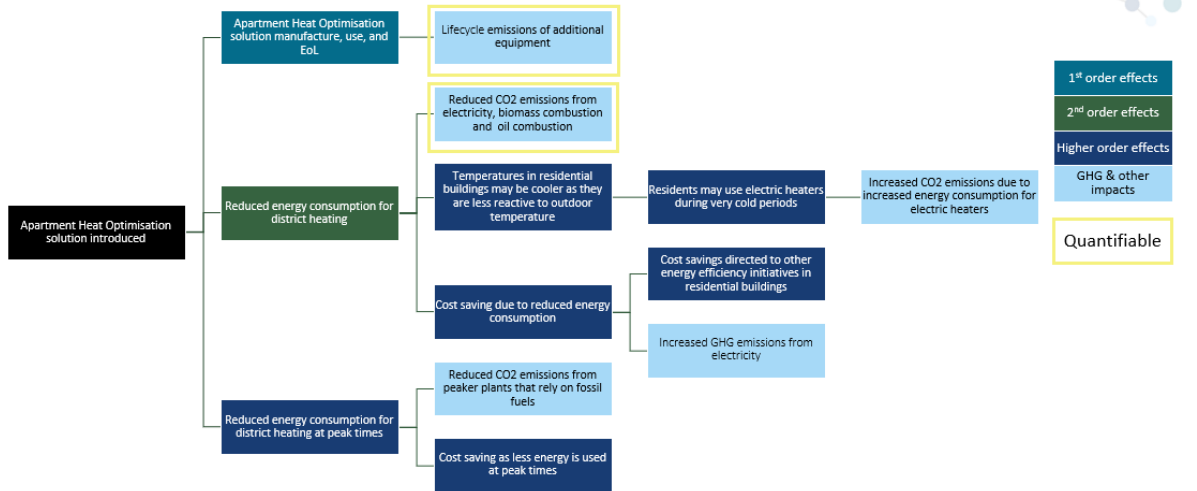 Apartment Heat Optimisation
solution manufacture, use, and
EoL
Lifecycle emissions of additional
equipment
Reduced CO2 emissions from
electricity, biomass combustion
and oil combustion
1st order effects
2nd order effects
Higher order effects
GHG & other
impacts
Quantifiable
Apartment Heat Optimisation
solution introduced
Reduced energy consumption for
district heating
Temperatures in residential
buildings may be cooler as they
are less reactive to outdoor
temperature
Residents may use electric heaters
during very cold periods
Increased CO2 emissions due to
increased energy consumption for
electric heaters
Cost saving due to reduced energy
consumption
Cost savings directed to other
energy efficiency initiatives in
residential buildings
Increased GHG emissions from
electricity
Reduced energy consumption for
district heating at peak times
Reduced CO2 emissions from
peaker plants that rely on fossil
fuels
Cost saving as less energy is used
at peak times